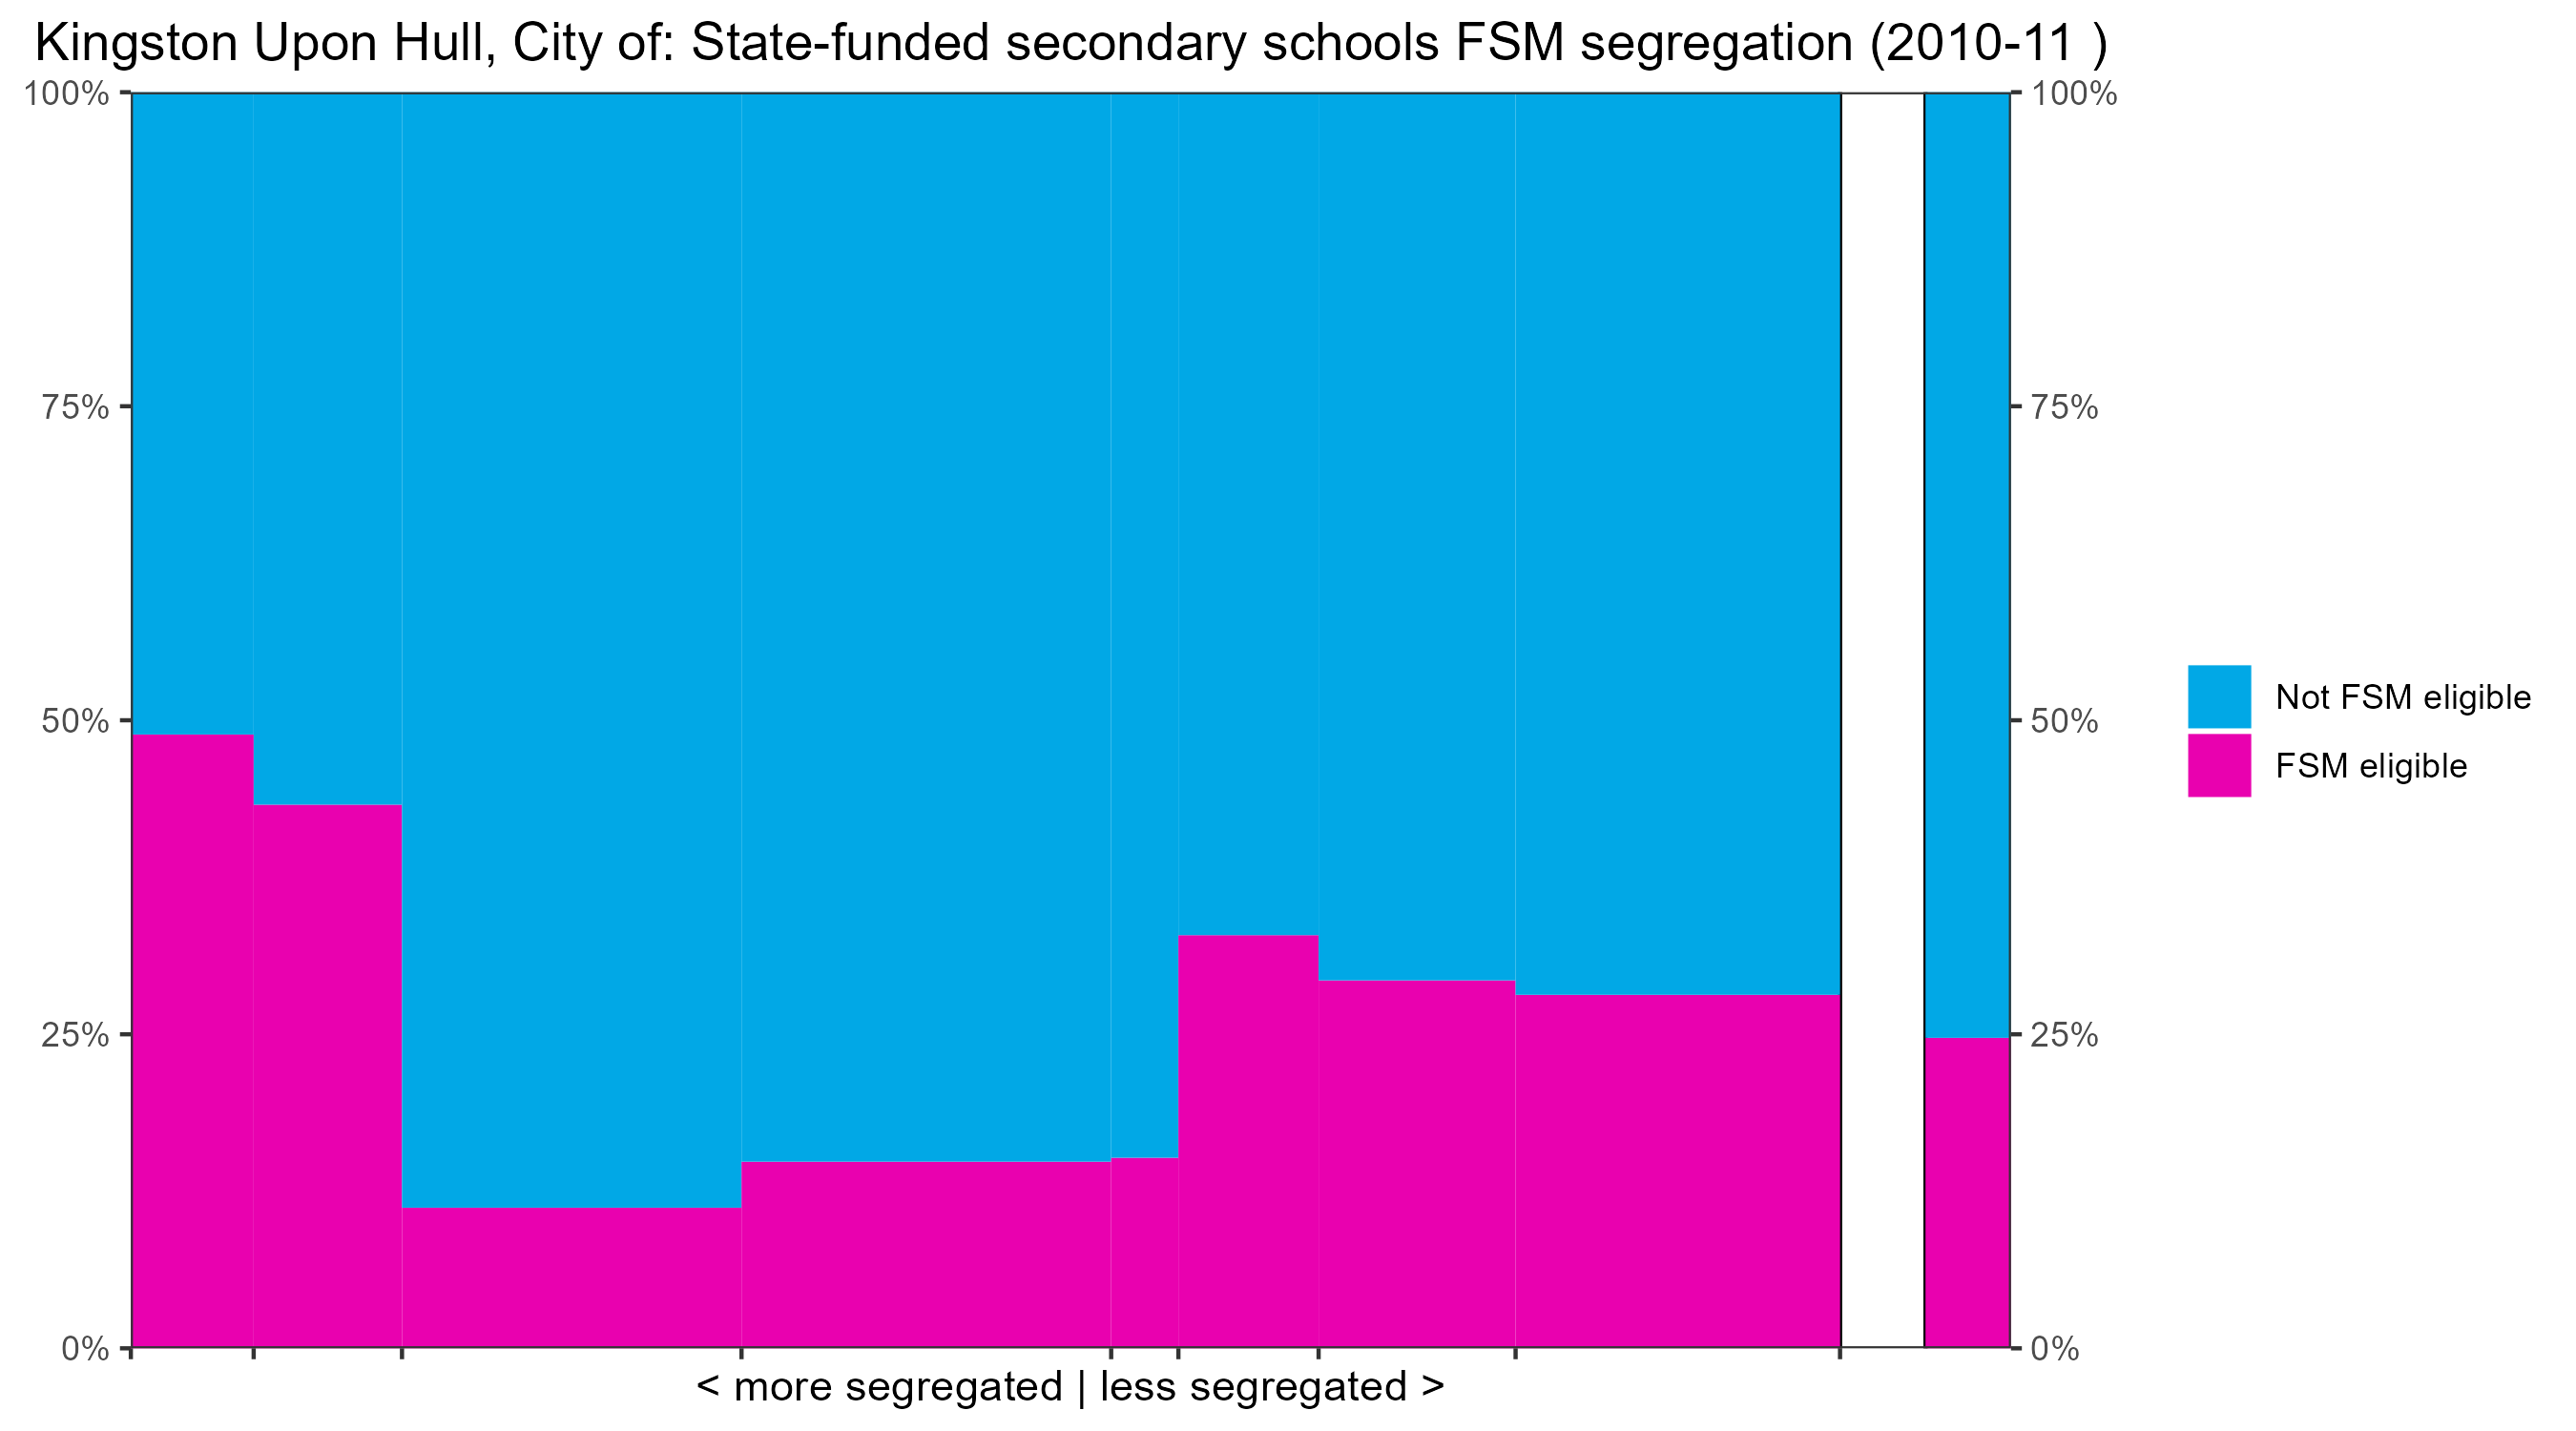 Kingston Upon Hull, City of: State-funded secondary schools FSM segregation (2010-11 )
100%
75%
50%
25%
0%
100%
75%
50%
25%
0%
Not FSM eligible
FSM eligible
< more segregated | less segregated >